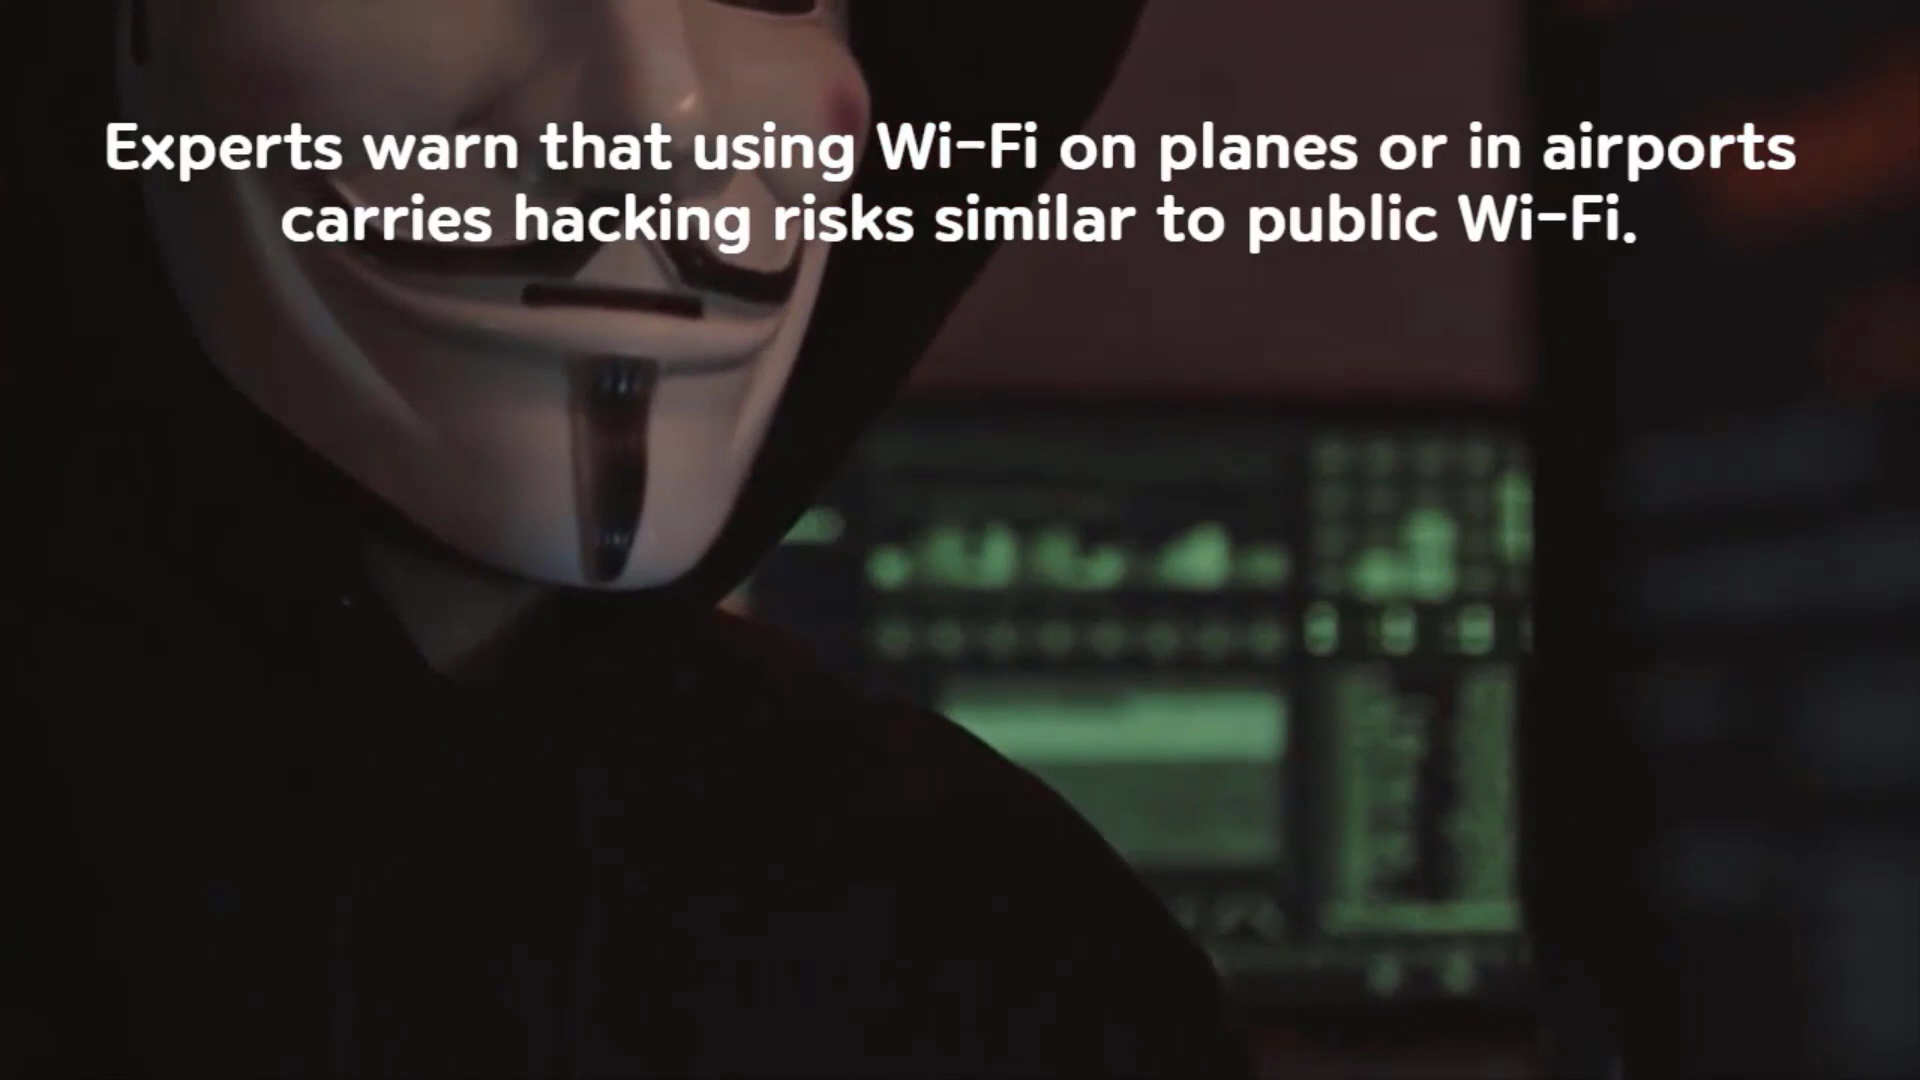 Experts warn that using Wi-Fi on planes or in airports
carries hacking risks similar to public Wi-Fi.